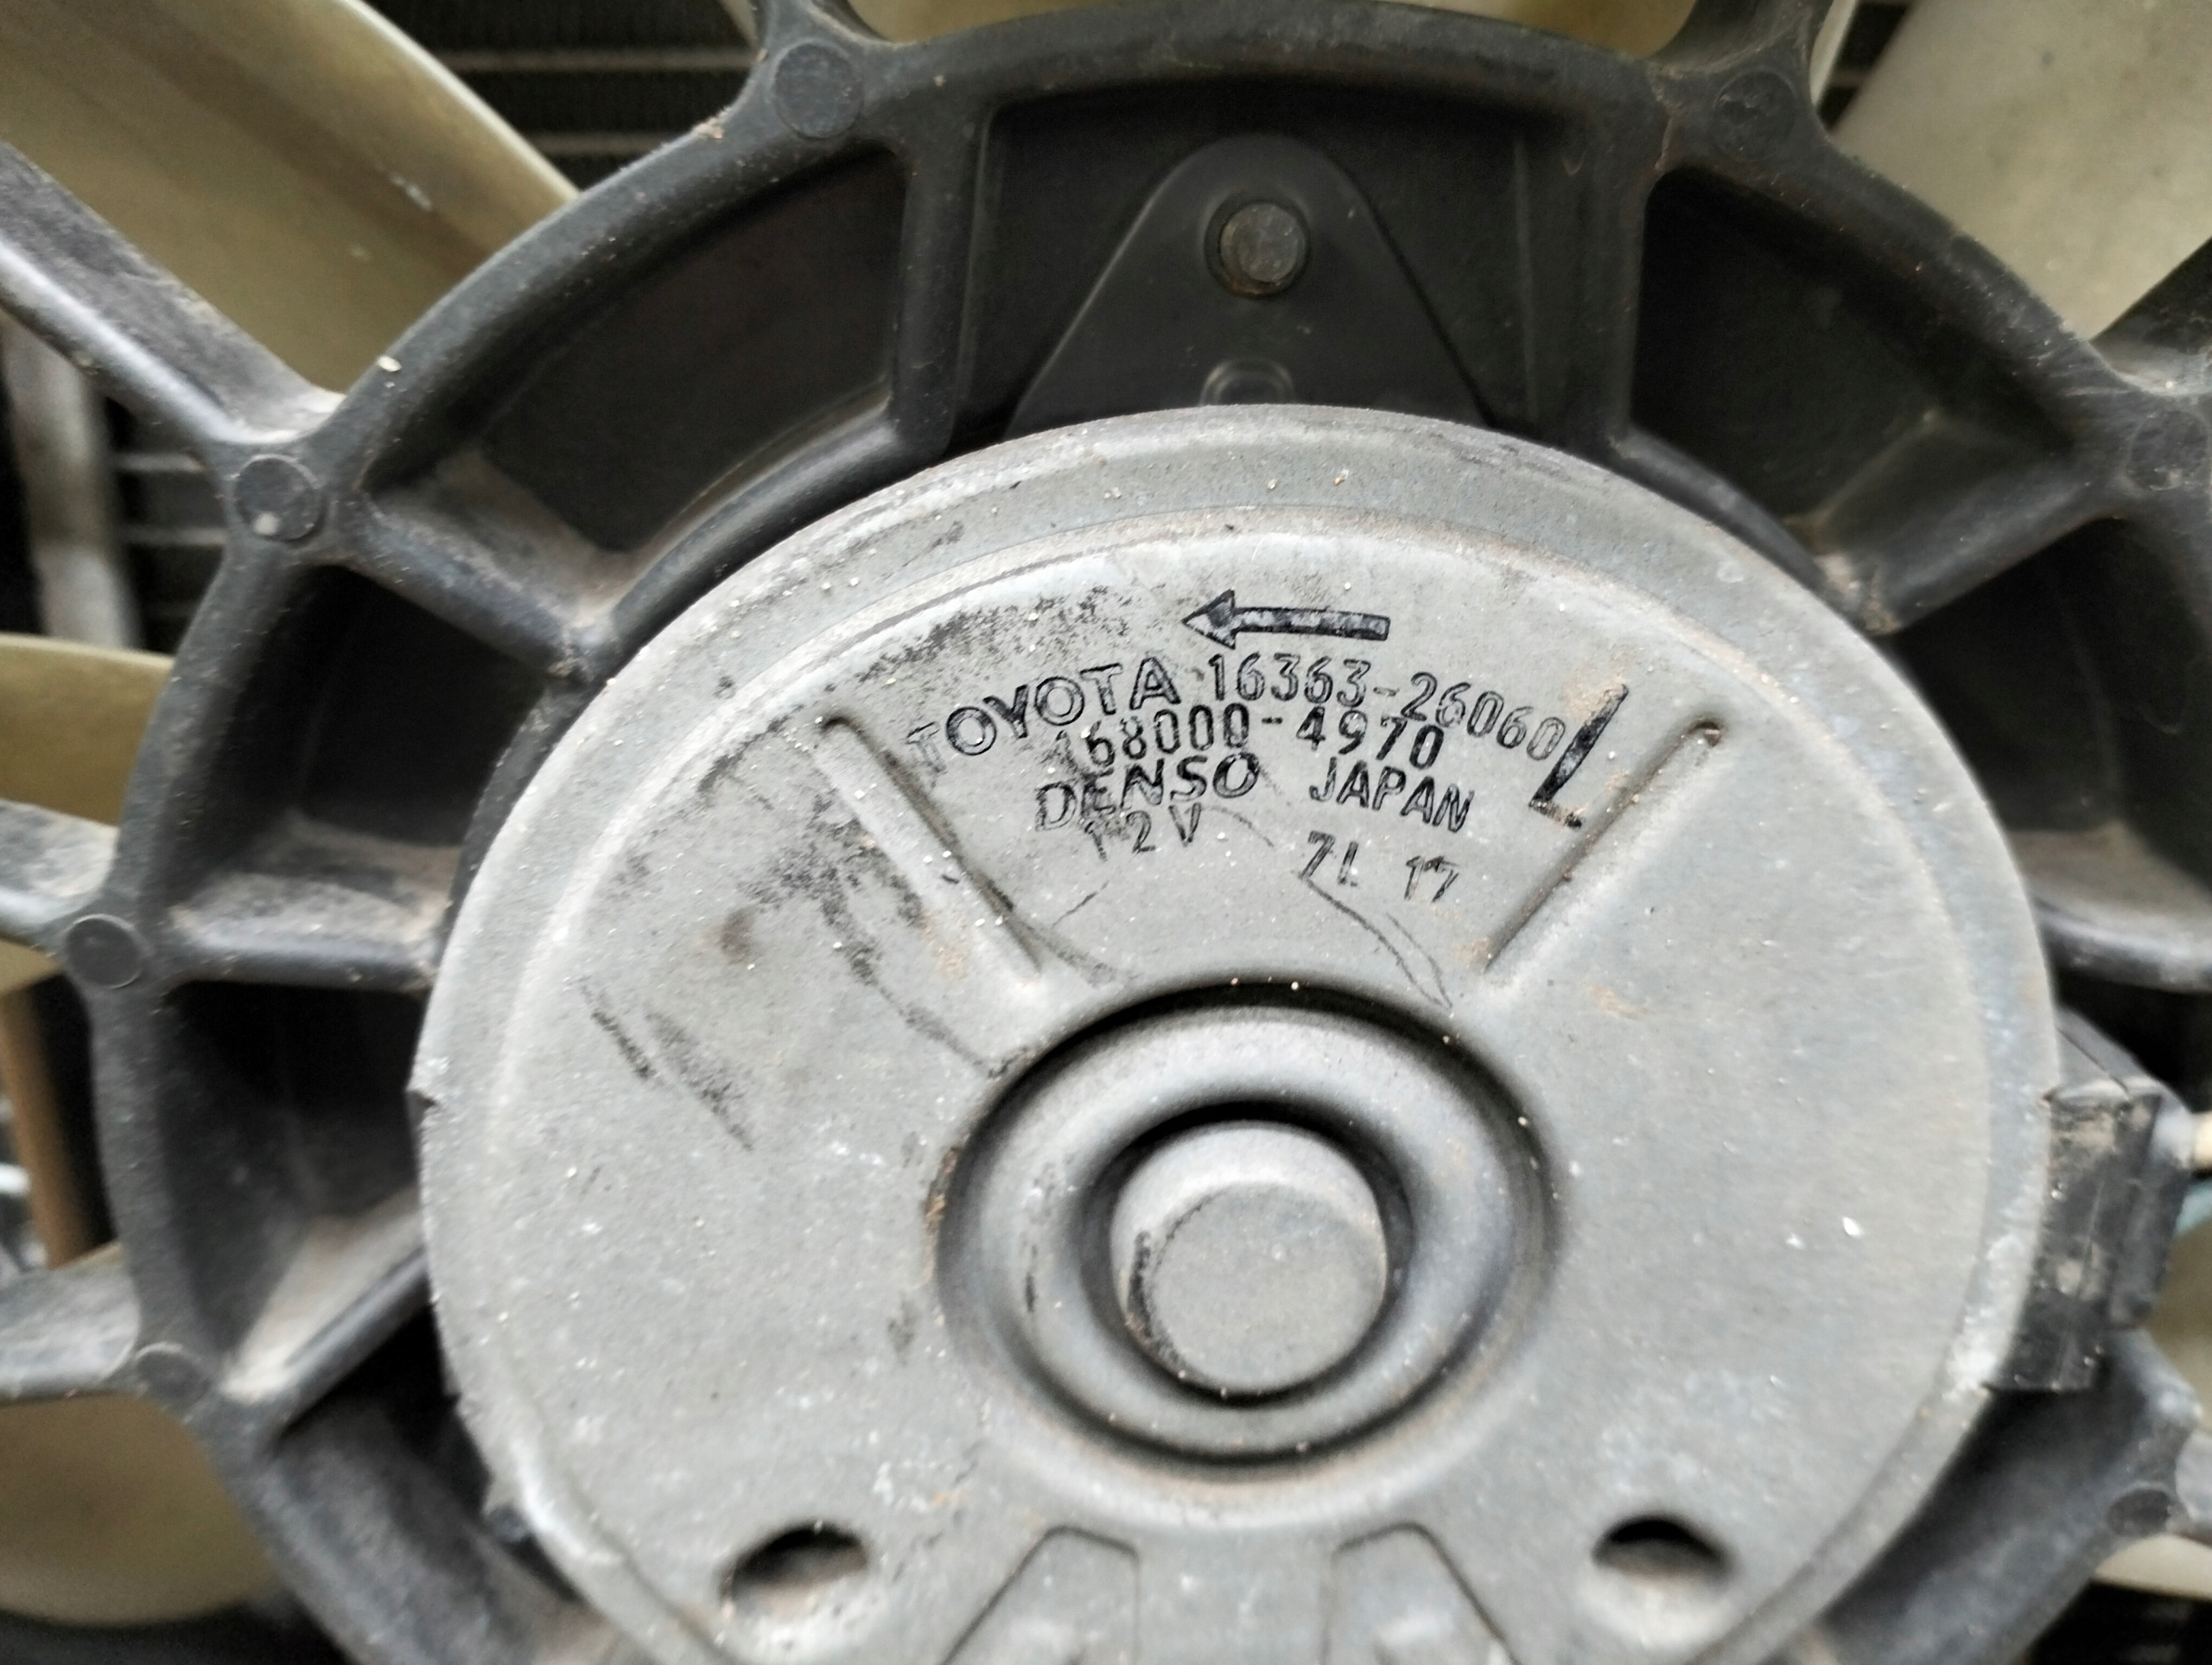 TOYOTA 16363-26060 L
168000-4970
DENSO JAPAN
12V 7L 17